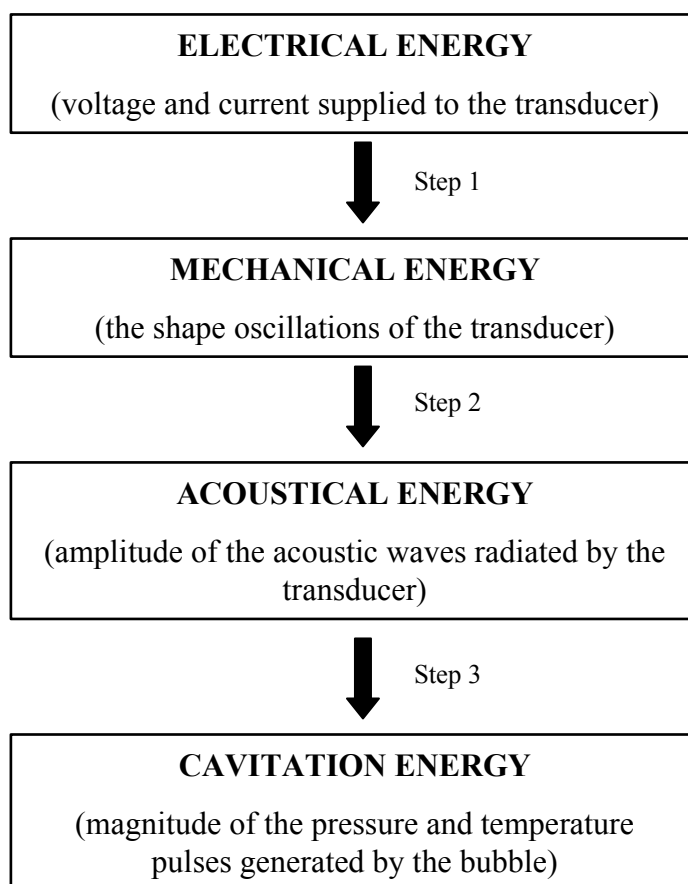 ELECTRICAL ENERGY
(voltage and current supplied to the transducer)
Step 1
MECHANICAL ENERGY
(the shape oscillations of the transducer)
Step 2
ACOUSTICAL ENERGY
(amplitude of the acoustic waves radiated by the
transducer)
Step 3
CAVITATION ENERGY
(magnitude of the pressure and temperature
pulses generated by the bubble)